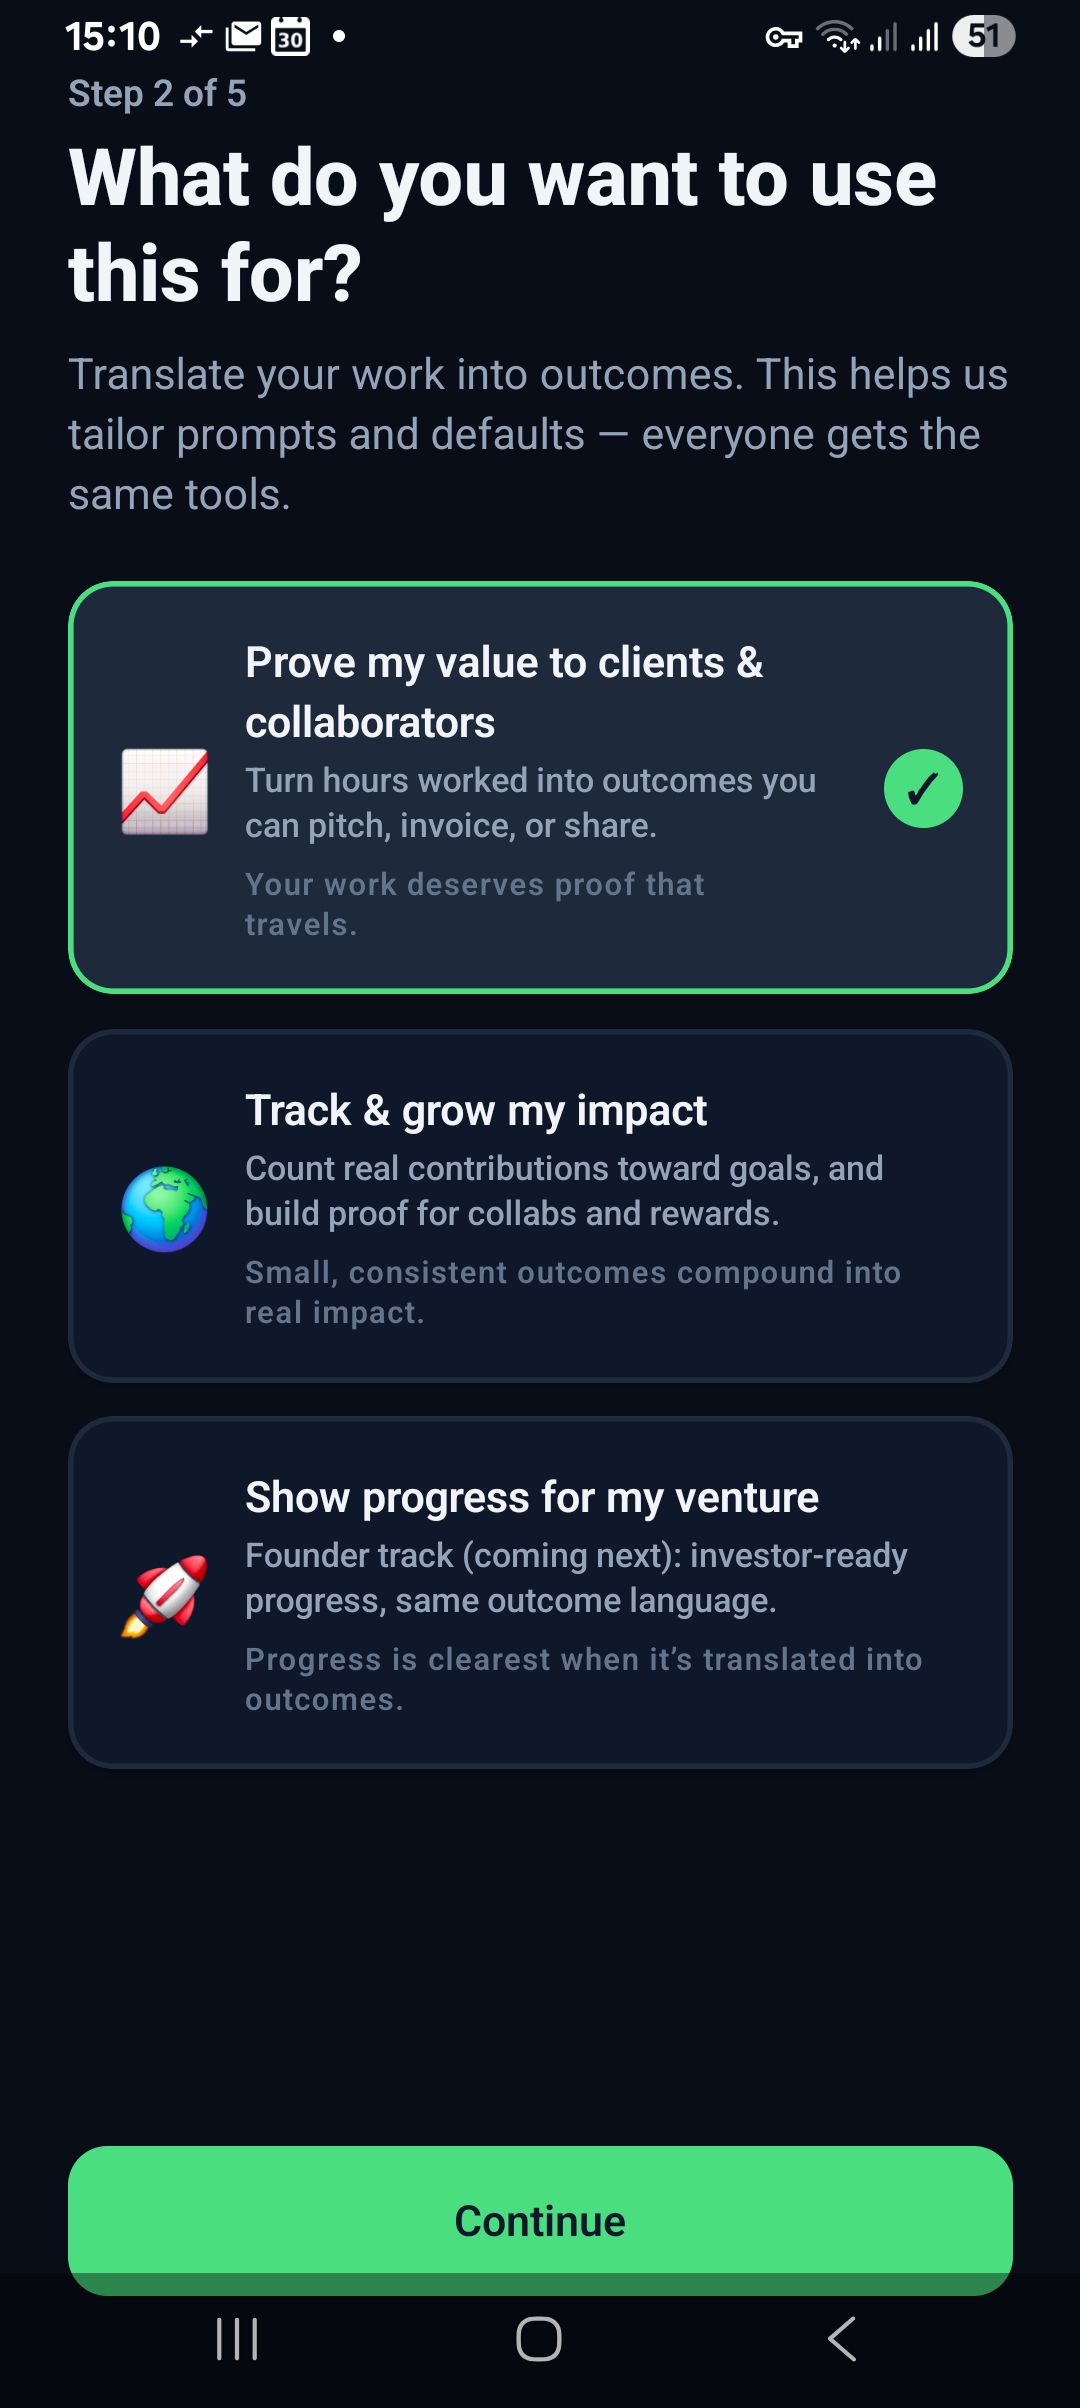 15:10
30
51
Step 2 of 5
What do you want to use
this for?
Translate your work into outcomes. This helps us
tailor prompts and defaults — everyone gets the
same tools.
Prove my value to clients &
collaborators
Turn hours worked into outcomes you
can pitch, invoice, or share.
Your work deserves proof that
travels.
Track & grow my impact
Count real contributions toward goals, and
build proof for collabs and rewards.
Small, consistent outcomes compound into
real impact.
Show progress for my venture
Founder track (coming next): investor-ready
progress, same outcome language.
Progress is clearest when it’s translated into
outcomes.
Continue